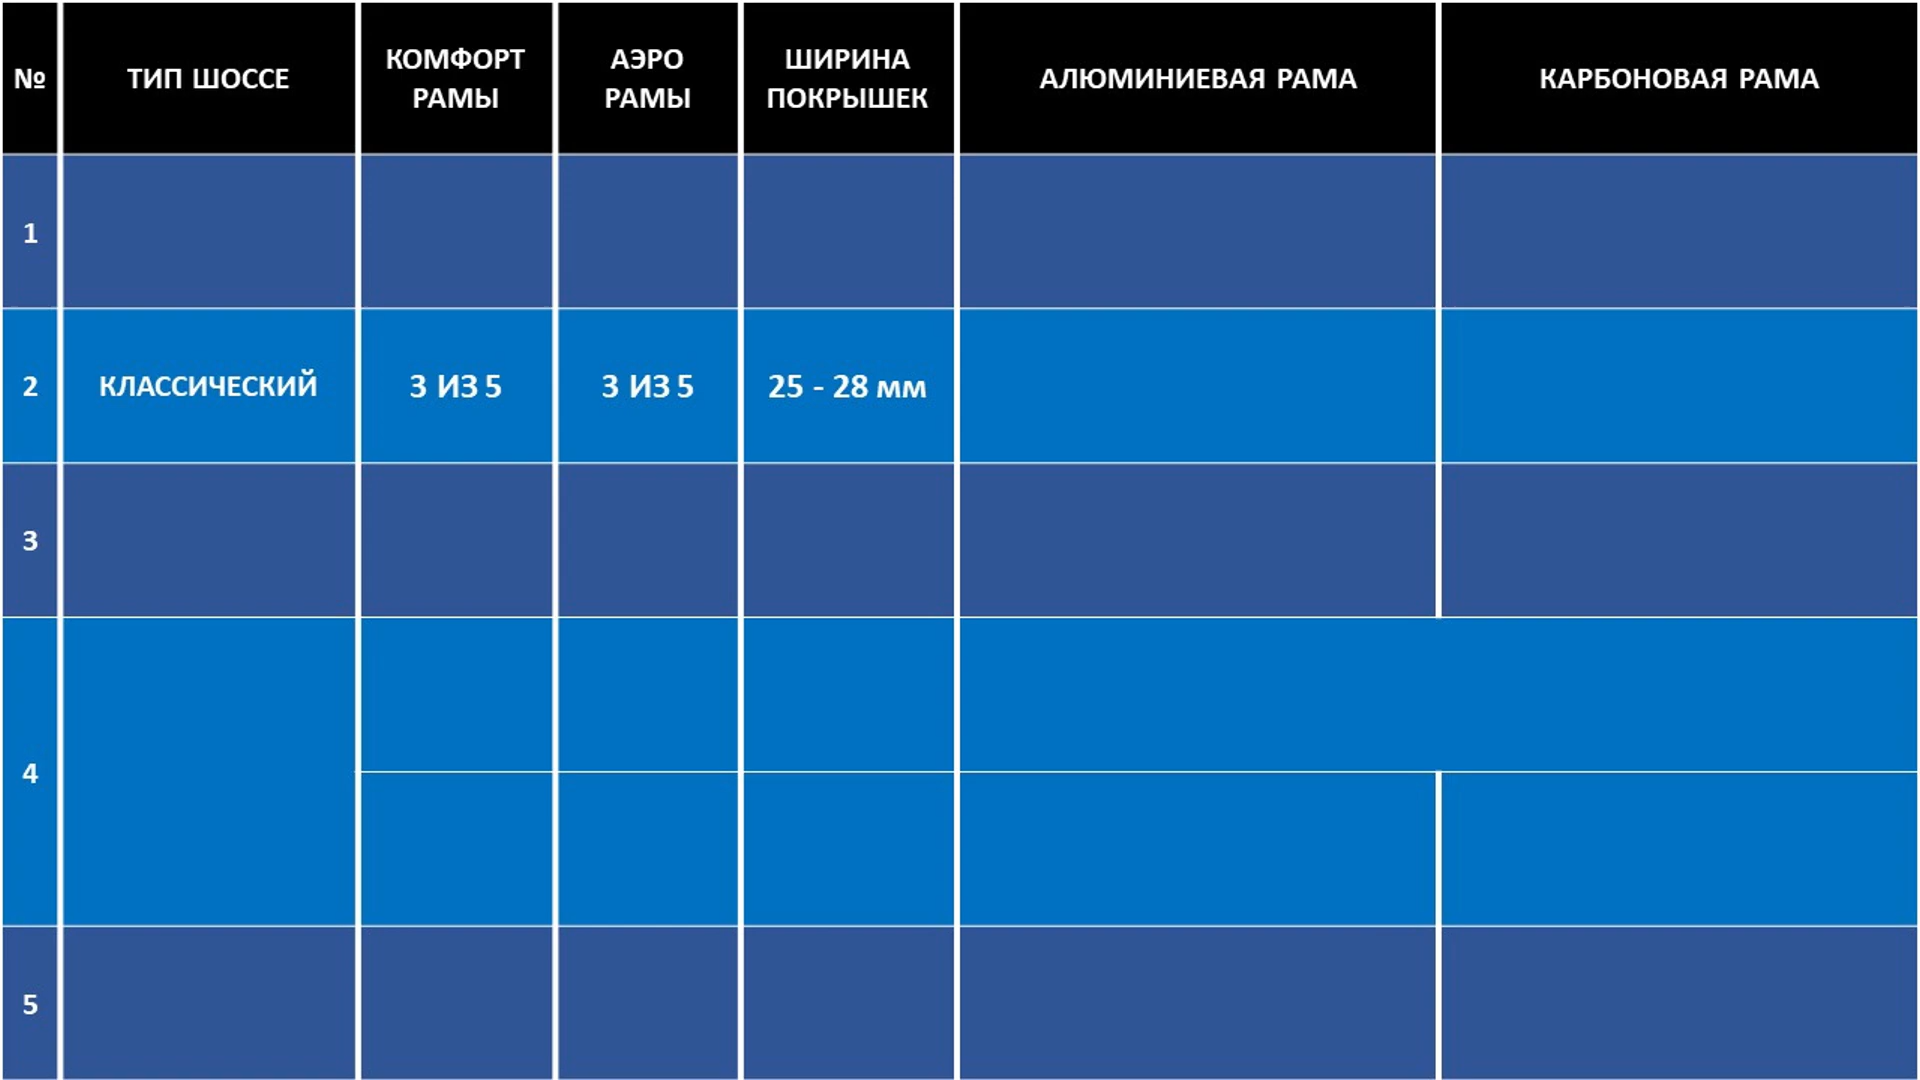 №
ТИП ШОССЕ
КОМФОРТ
РАМЫ
АЭРО
РАМЫ
ШИРИНА
ПОКРЫШЕК
АЛЮМИНИЕВАЯ РАМА
КАРБОНОВАЯ РАМА
1
2
КЛАССИЧЕСКИЙ
3 ИЗ 5
3 ИЗ 5
25 - 28 мм
3
4
5